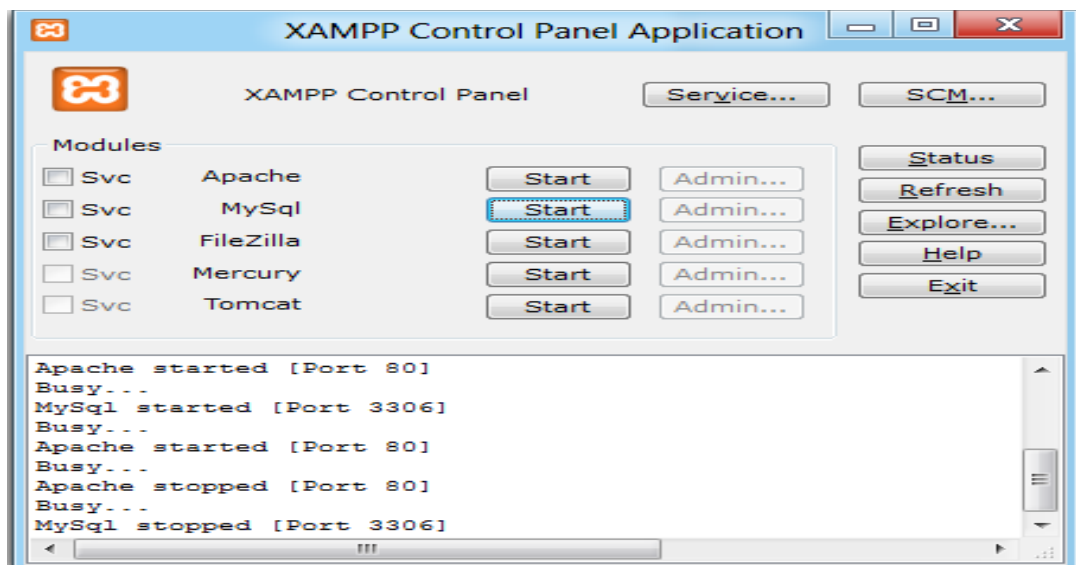 XAMPP Control Panel Application
XAMPP Control Panel Service... SCM...
Modules
Svc Apache Start Admin...
Svc MySql Start Admin...
Svc FileZilla Start Admin...
Svc Mercury Start Admin...
Svc Tomcat Start Admin...
Status
Refresh
Explore...
Help
Exit
Apache started [Port 80]
Busy...
MySql started [Port 3306]
Busy...
Apache started [Port 80]
Busy...
Apache stopped [Port 80]
Busy...
MySql stopped [Port 3306]